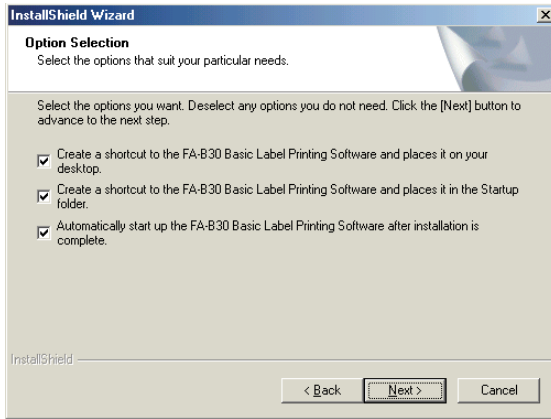 InstallShield Wizard
Option Selection
Select the options that suit your particular needs.
Select the options you want. Deselect any options you do not need. Click the [Next] button to
advance to the next step.
Create a shortcut to the FA-B30 Basic Label Printing Software and places it on your
desktop.
Create a shortcut to the FA-B30 Basic Label Printing Software and places it in the Startup
folder.
Automatically start up the FA-B30 Basic Label Printing Software after installation is
complete.
InstallShield
< Back Next > Cancel